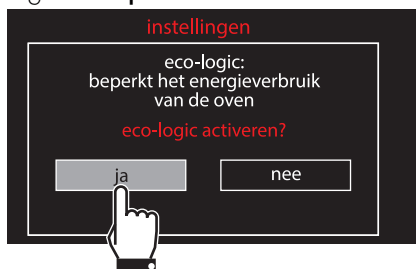 instellingen
eco-logic:
beperkt het energieverbruik
van de oven
eco-logic activeren?
ja
nee